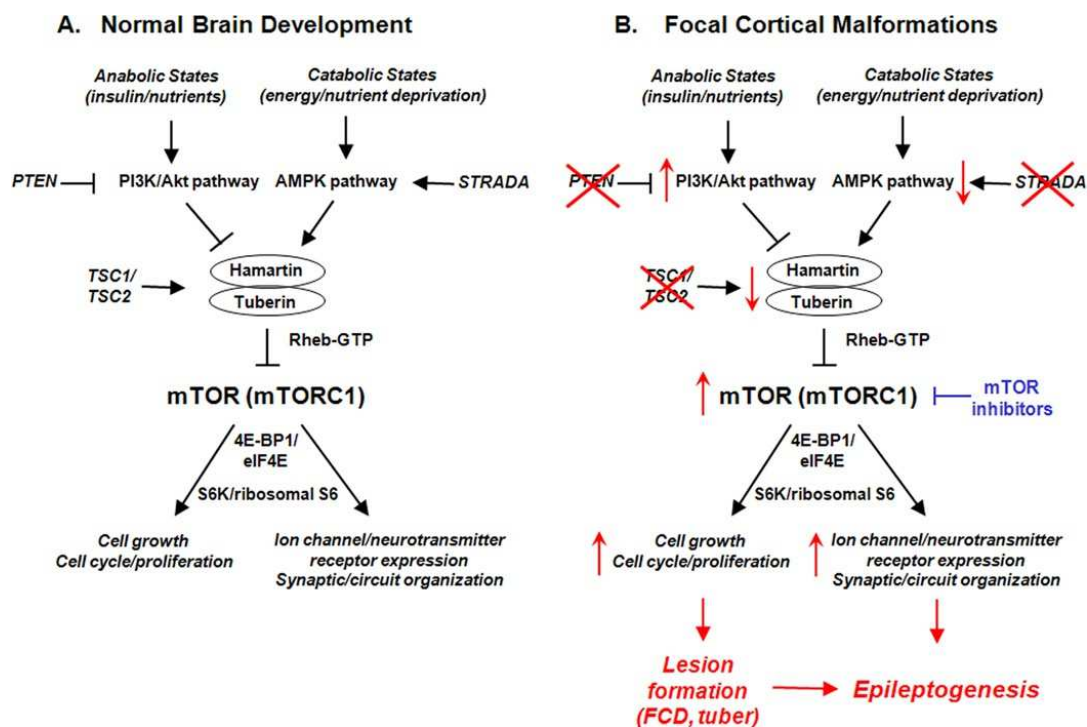 A. Normal Brain Development
Anabolic States
(insulin/nutrients)
Catabolic States
(energy/nutrient deprivation)
PTEN
PI3K/Akt pathway
AMPK pathway
STRADA
TSC1/
TSC2
Hamartin
Tuberin
Rheb-GTP
mTOR (mTORC1)
4E-BP1/
eIF4E
S6K/ribosomal S6
Cell growth
Cell cycle/proliferation
Ion channel/neurotransmitter
receptor expression
Synaptic/circuit organization
B. Focal Cortical Malformations
Anabolic States
(insulin/nutrients)
Catabolic States
(energy/nutrient deprivation)
PTEN
PI3K/Akt pathway
AMPK pathway
STRADA
TSC1/
TSC2
Hamartin
Tuberin
Rheb-GTP
mTOR (mTORC1)
mTOR
inhibitors
4E-BP1/
eIF4E
S6K/ribosomal S6
Cell growth
Cell cycle/proliferation
Ion channel/neurotransmitter
receptor expression
Synaptic/circuit organization
Lesion
formation
(FCD, tuber)
Epileptogenesis